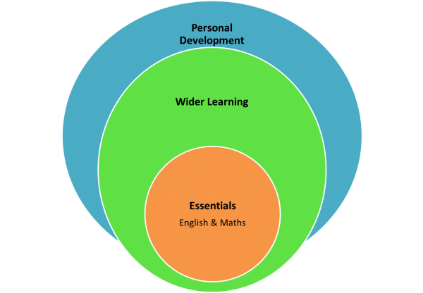 Personal
Development
Wider Learning
Essentials
English & Maths